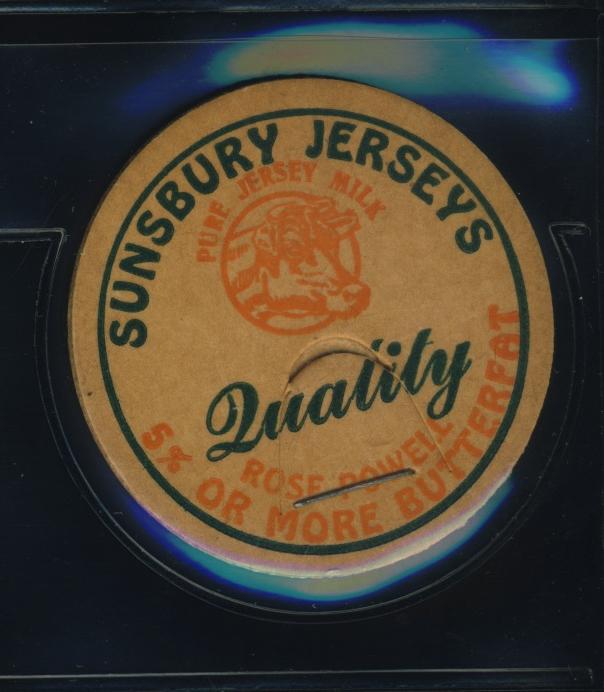 SUNSBURY JERSEYS
PURE JERSEY MILK
Quality
ROSE POWELL
5% OR MORE BUTTERFAT